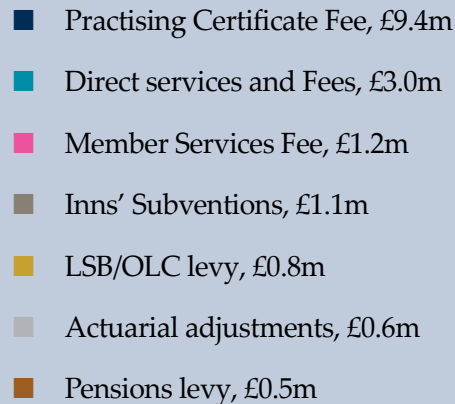 Practising Certificate Fee, £9.4m
Direct services and Fees, £3.0m
Member Services Fee, £1.2m
Inns’ Subventions, £1.1m
LSB/OLC levy, £0.8m
Actuarial adjustments, £0.6m
Pensions levy, £0.5m